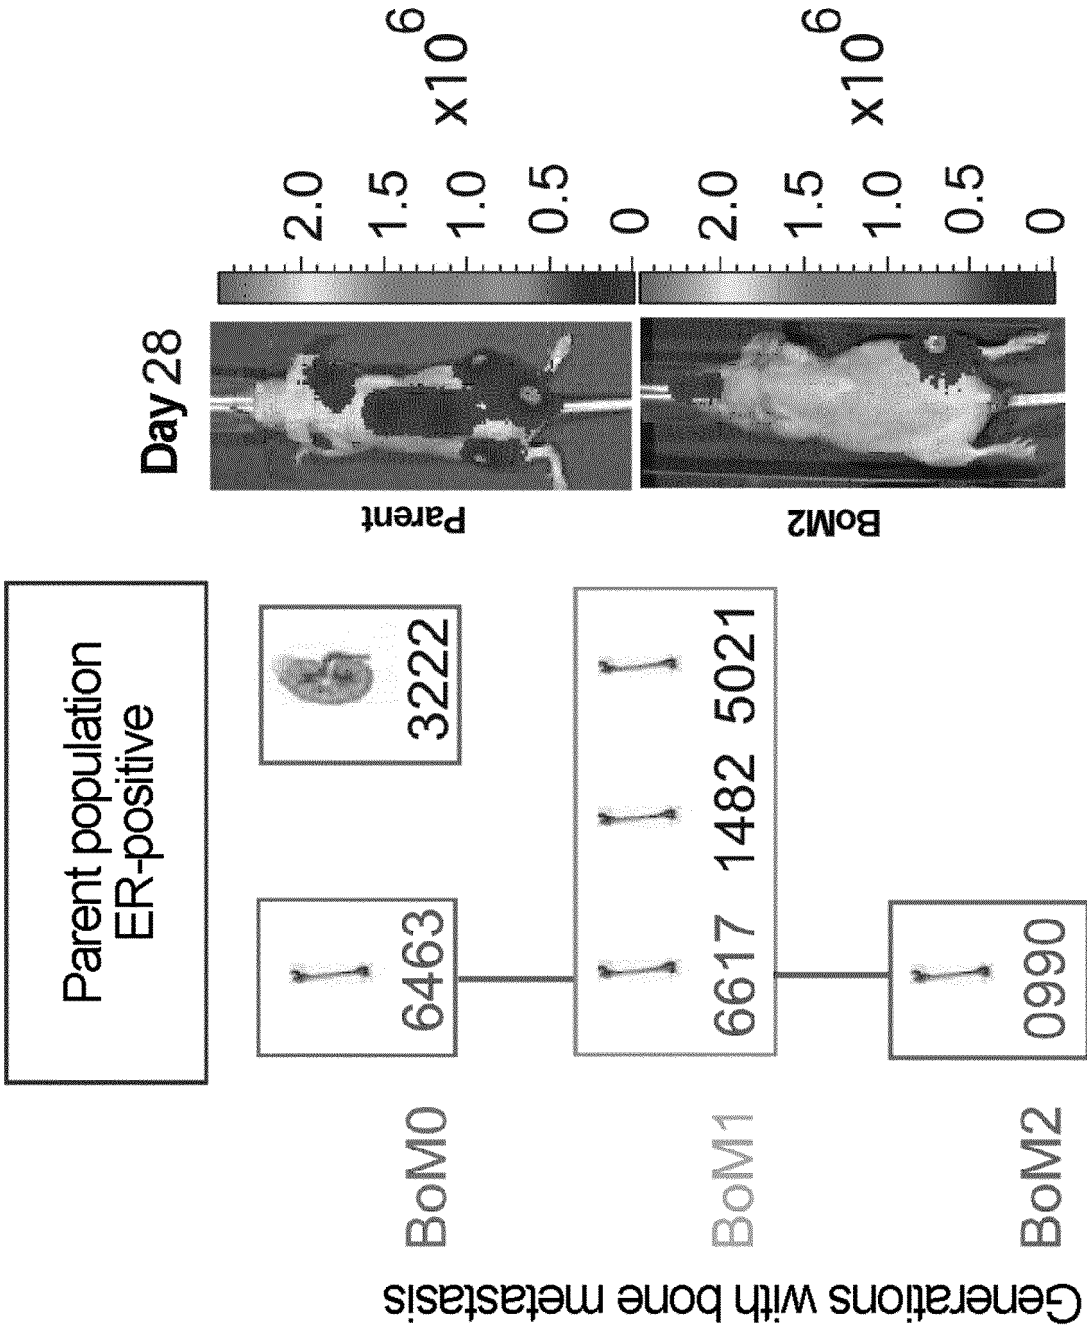 Parent population
ER-positive
Generations with bone metastasis
BoM0
6463
3222
BoM1
6617
1482
5021
BoM2
0990
Day 28
Parent
2.0
1.5
1.0
0.5
0
x10
6
BoM2
2.0
1.5
1.0
0.5
0
x10
6